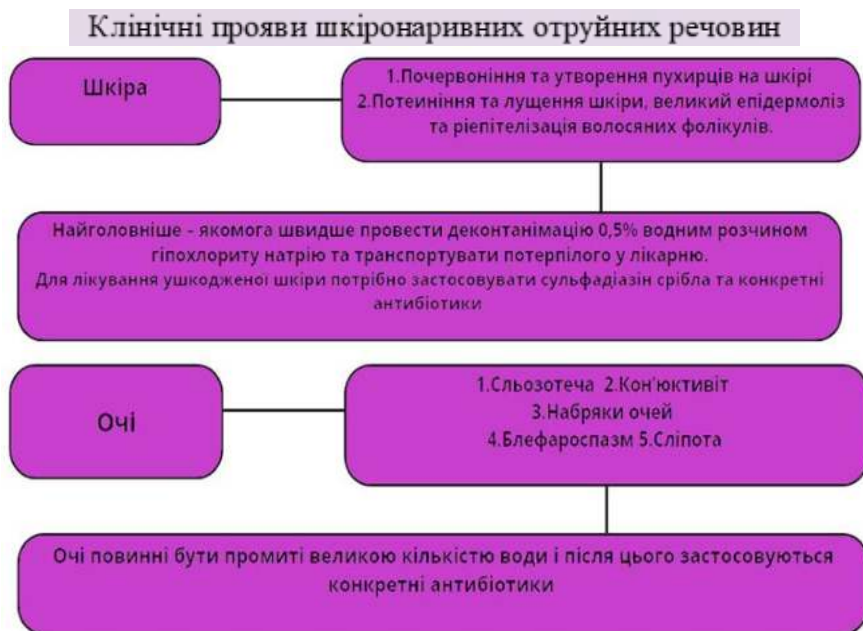 Клінічні прояви шкіронаривних отруйних речовин
Шкіра
1.Почервоніння та утворення пухирців на шкірі
2.Потеиніння та лущення шкіри, великий епідермоліз
та ріепітелізація волосяних фолікулів.
Найголовніше - якомога швидше провести деконтанімацію 0,5% водним розчином
гіпохлориту натрію та транспортувати потерпілого у лікарню.
Для лікування ушкодженої шкіри потрібно застосовувати сульфадіазін срібла та конкретні
антибіотики
Очі
1.Сльозотеча 2.Кон'юктивіт
3.Набряки очей
4.Блефароспазм 5.Сліпота
Очі повинні бути промиті великою кількістю води і після цього застосовуються
конкретні антибіотики